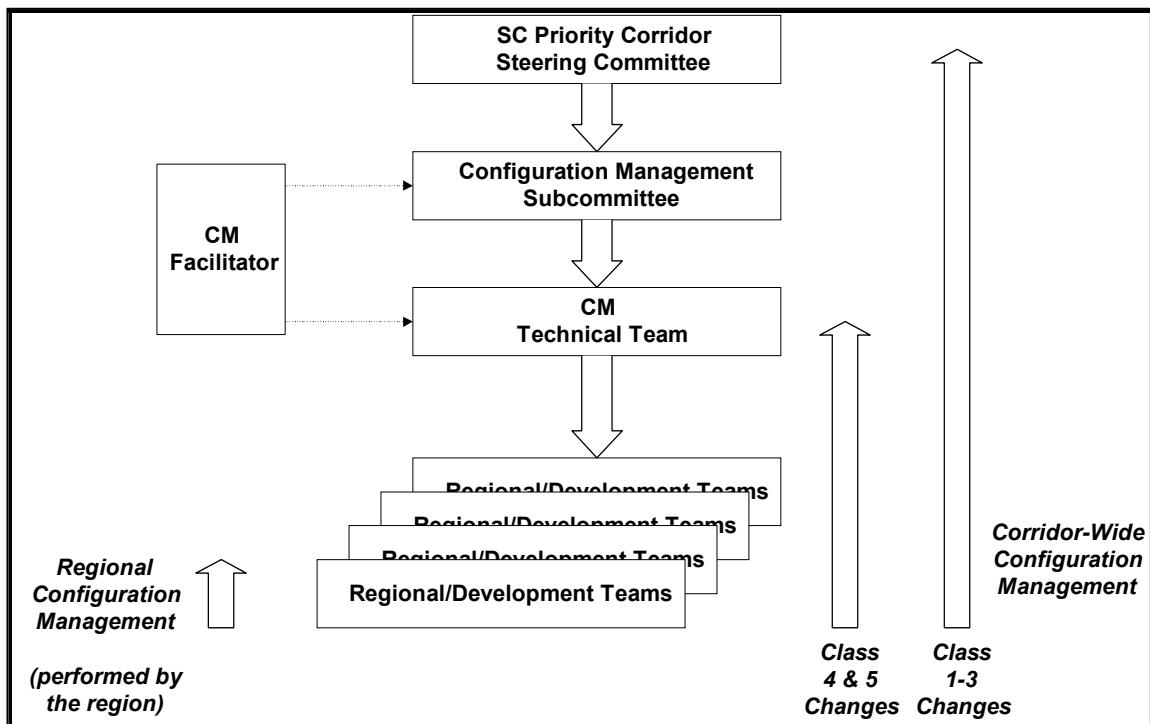 SC Priority Corridor
Steering Committee
Configuration Management
Subcommittee
CM
Facilitator
CM
Technical Team
Regional/Development Teams
Regional/Development Teams
Regional/Development Teams
Regional/Development Teams
Regional
Configuration
Management
(performed by
the region)
Corridor-Wide
Configuration
Management
Class
4 & 5
Changes
Class
1-3
Changes